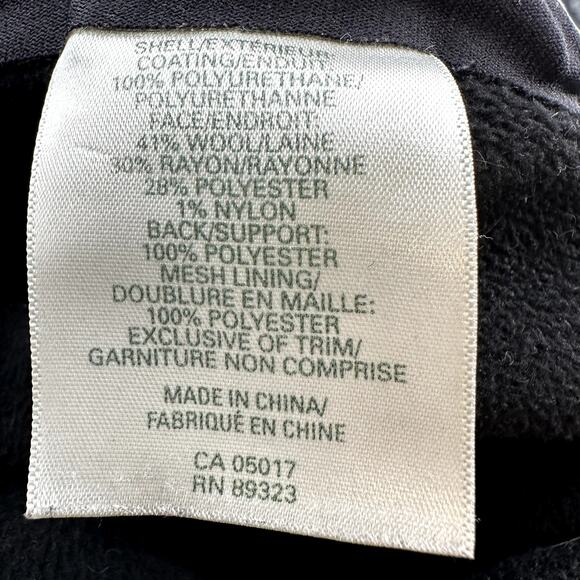 SHELL/EXTÉRIEUR
COATING/ENDUIT
100% POLYURETHANE/
POLYURÉTHANNE
FACE/ENDROIT
41% WOOL/LAINE
30% RAYON/RAYONNE
28% POLYESTER
1% NYLON
BACK/SUPPORT:
100% POLYESTER
MESH LINING/
DOUBLURE EN MAILLE:
100% POLYESTER
EXCLUSIVE OF TRIM/
GARNITURE NON COMPRISE
MADE IN CHINA/
FABRIQUÉ EN CHINE
CA 05017
RN 89323